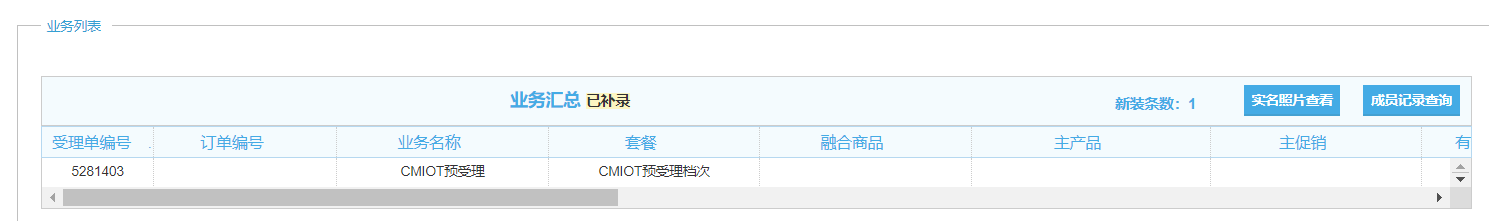 业务列表
业务汇总 已补录 新装条数：1 实名照片查看 成员记录查询
受理单编号 订单编号 业务名称 套餐 融合商品 主产品 主促销 有
5281403 CMIOT预受理 CMIOT预受理档次